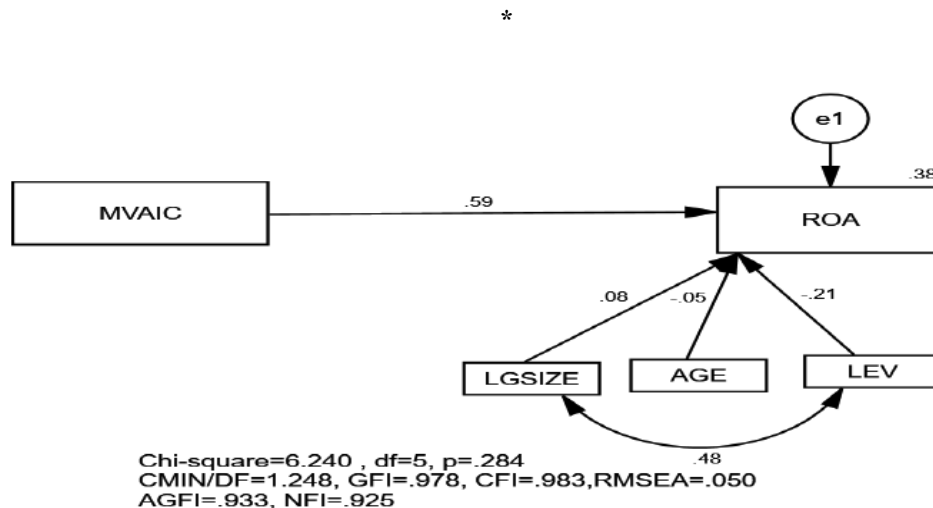 *
e1
.38
MVAIC
.59
ROA
.08
-.05
-.21
LGSIZE
AGE
LEV
.48
Chi-square=6.240 , df=5, p=.284
CMIN/DF=1.248, GFI=.978, CFI=.983,RMSEA=.050
AGFI=.933, NFI=.925